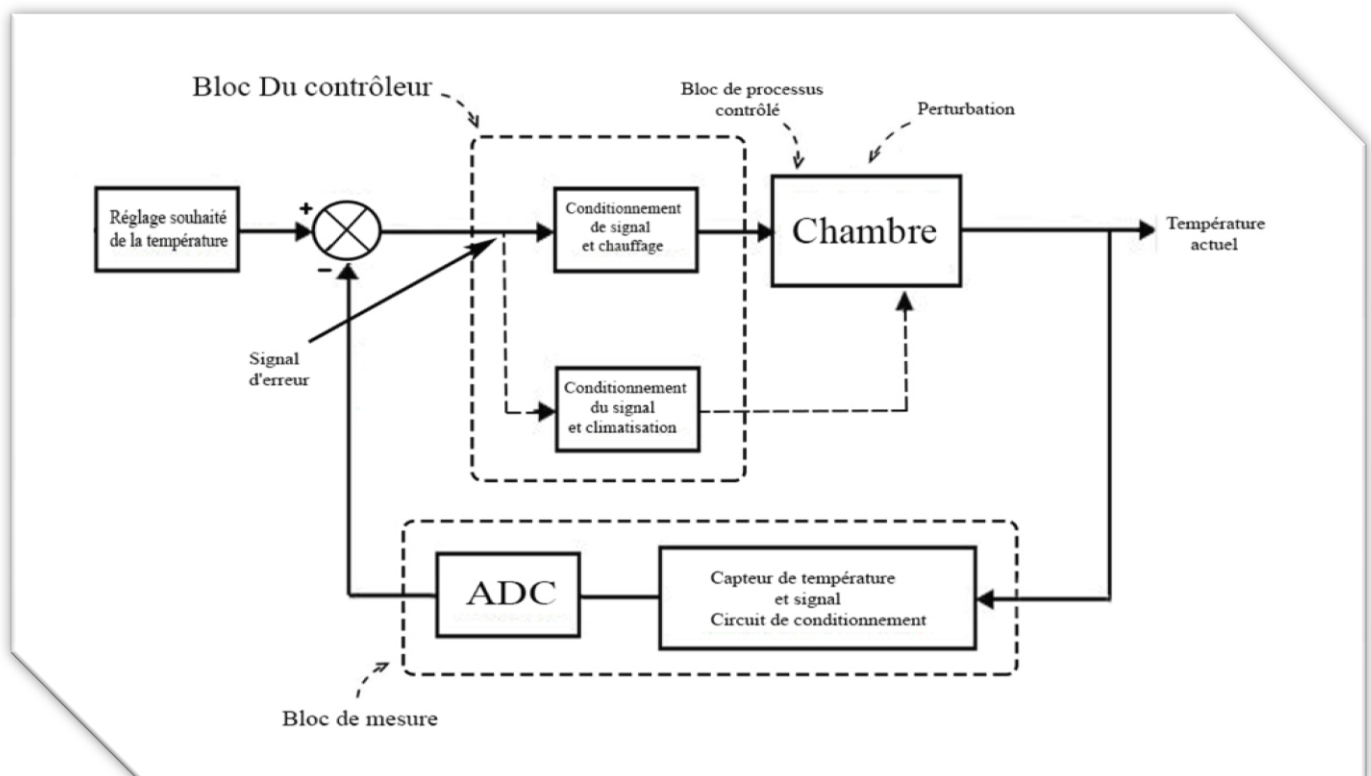 Bloc Du contrôleur
Bloc de processus
contrôlé
Perturbation
Réglage souhaité
de la température
+
−
Conditionnement
de signal
et chauffage
Chambre
Température
actuel
Signal
d'erreur
Conditionnement
du signal
et climatisation
ADC
Capteur de température
et signal
Circuit de conditionnement
Bloc de mesure